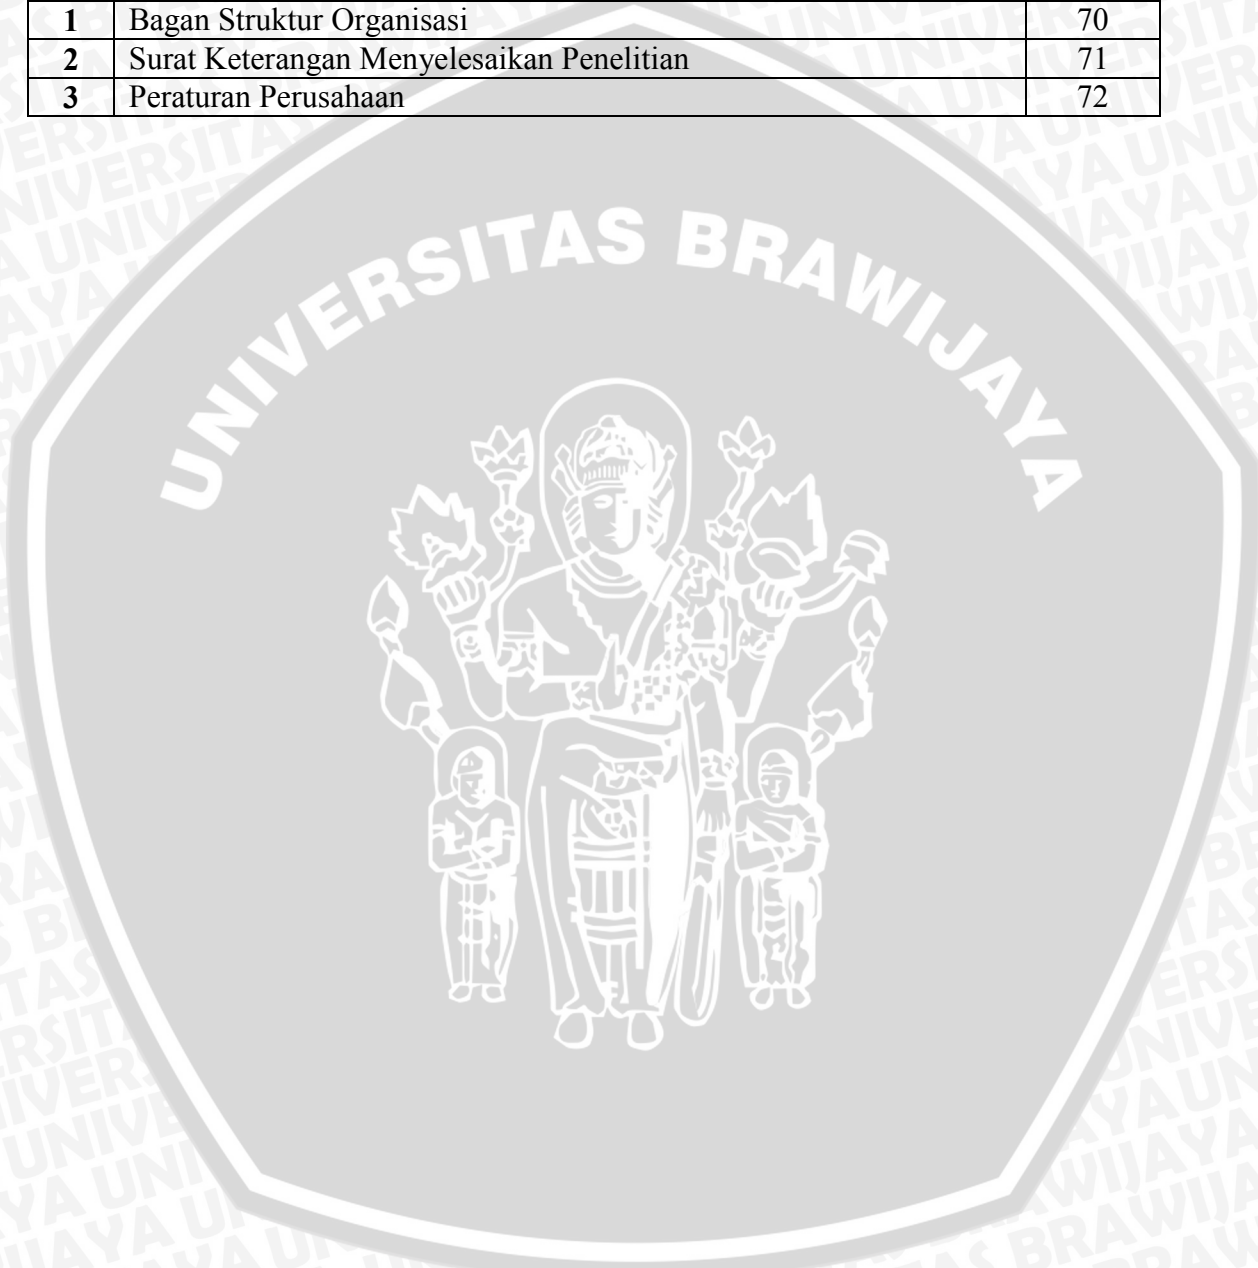 1 Bagan Struktur Organisasi 70
2 Surat Keterangan Menyelesaikan Penelitian 71
3 Peraturan Perusahaan 72
UNIVERSITAS BRAWIJAYA